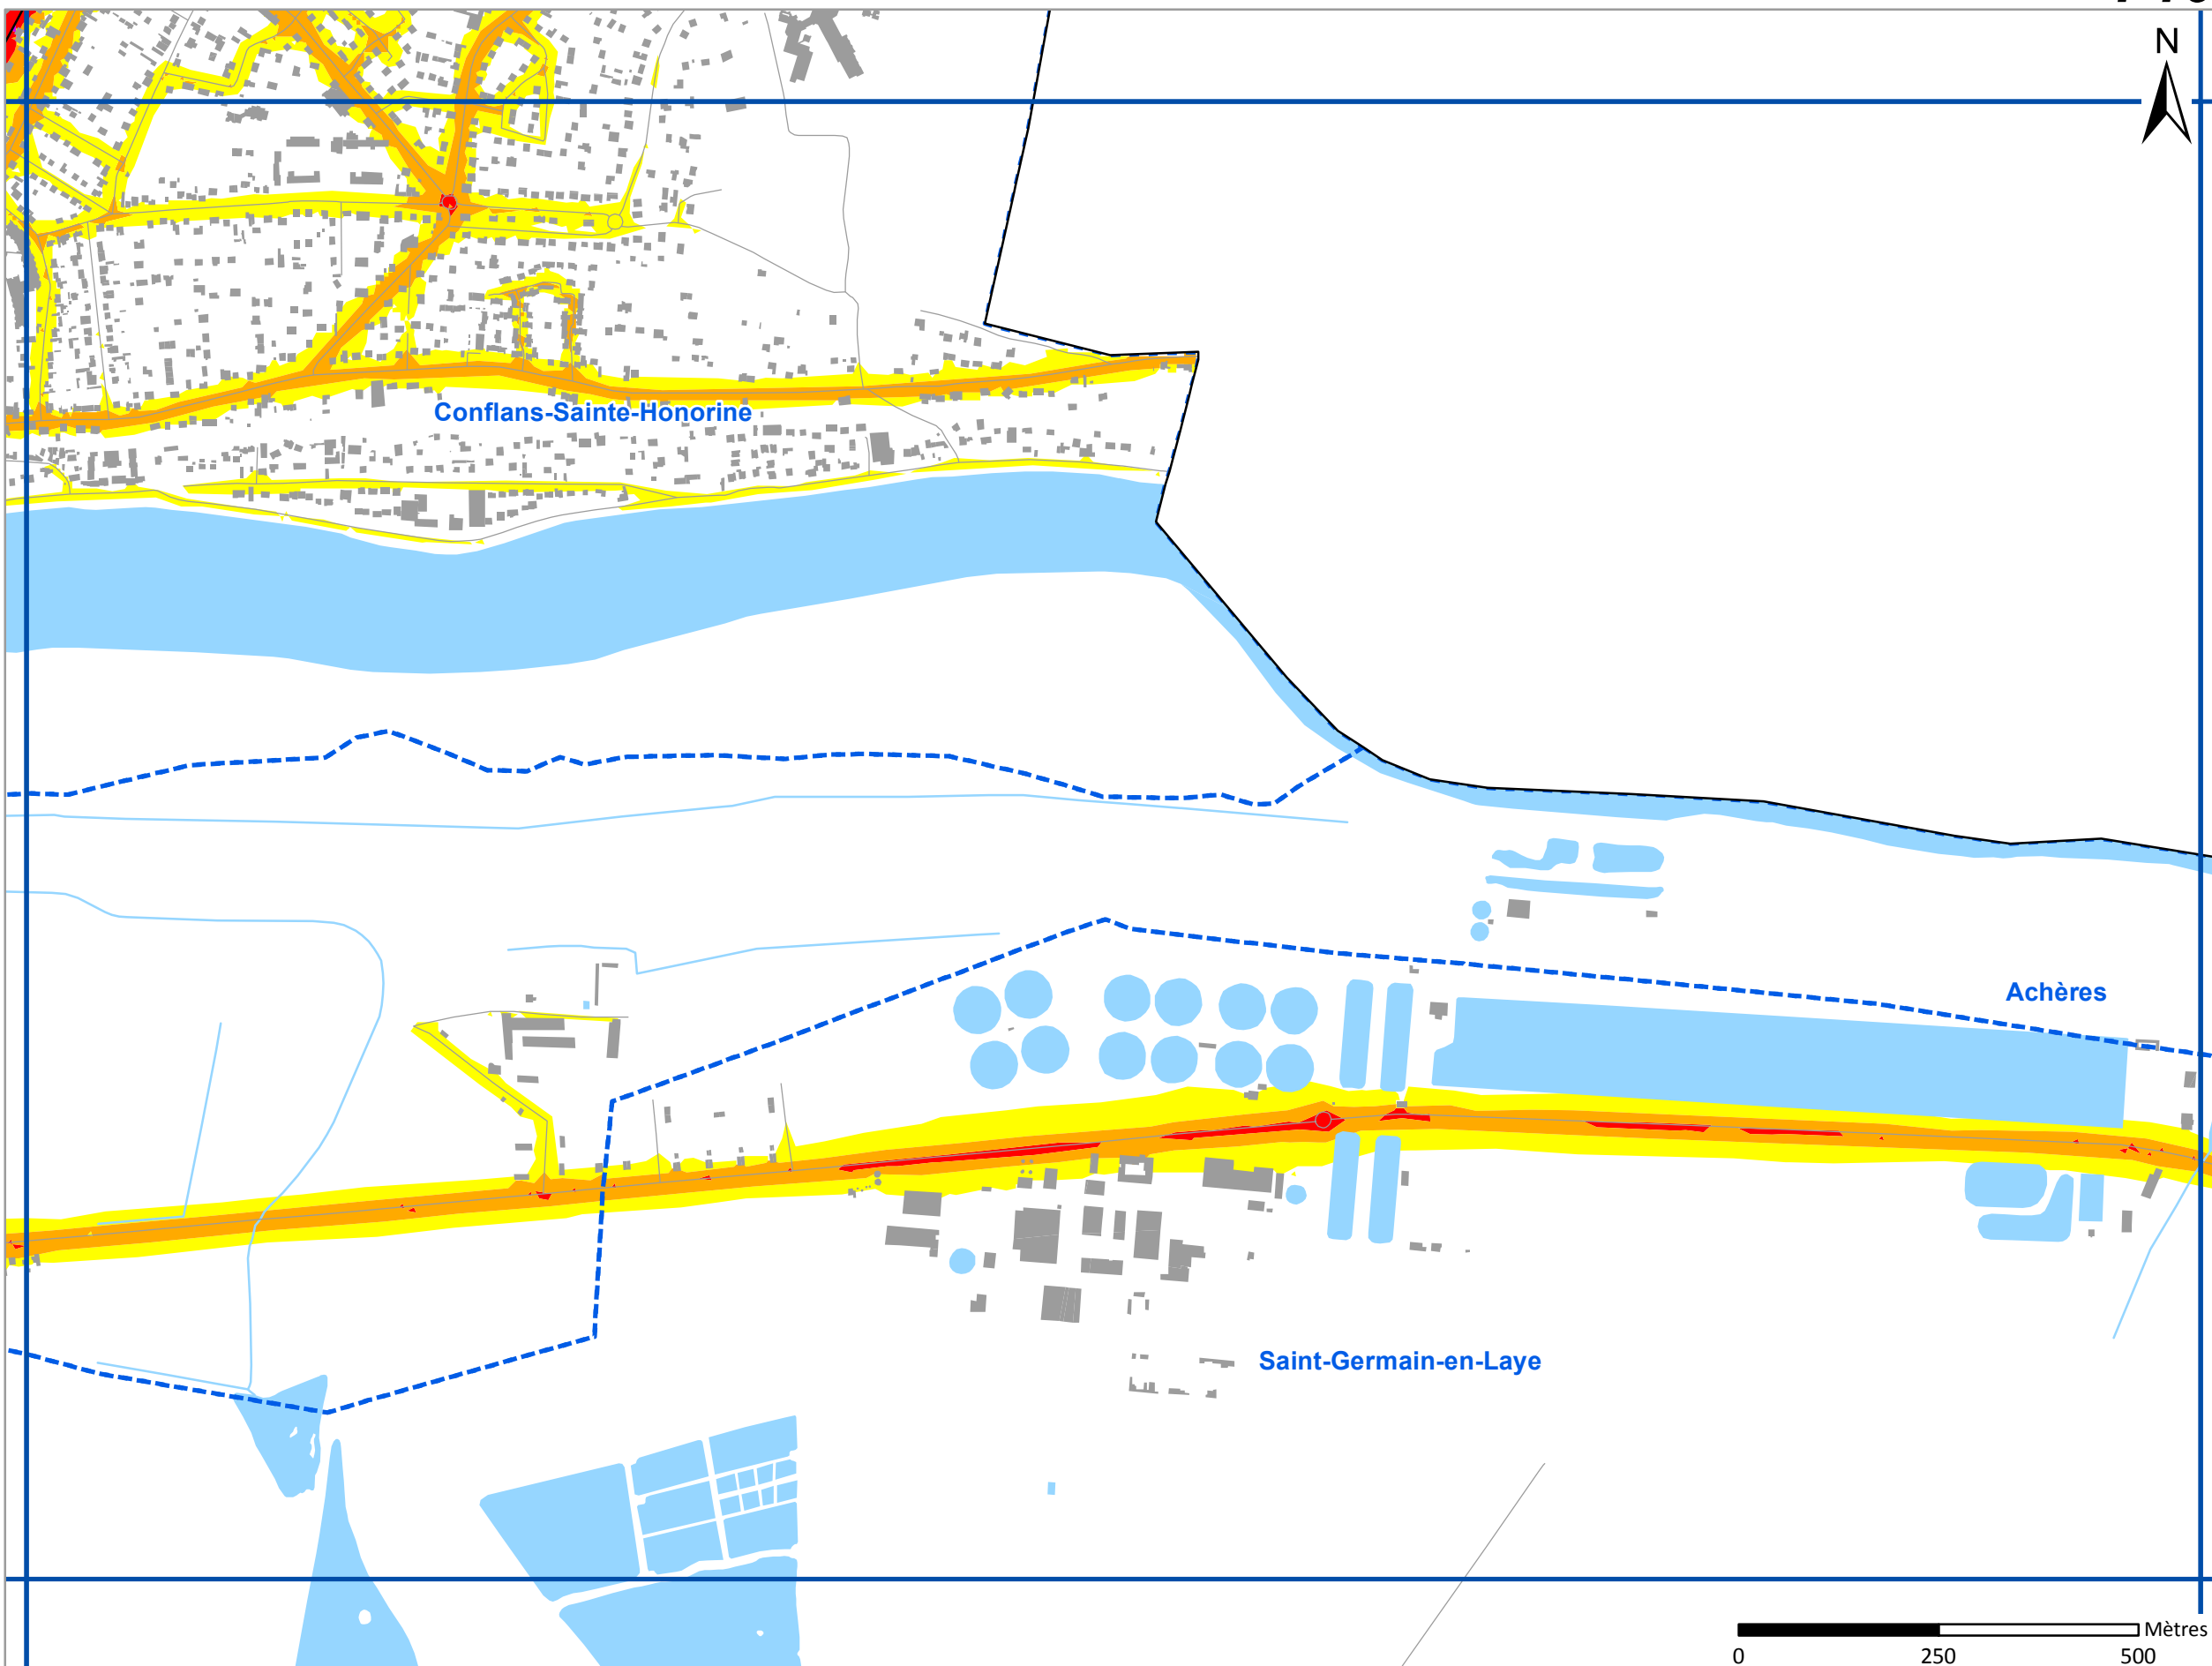 N
Conflans-Sainte-Honorine
Achères
Saint-Germain-en-Laye
Mètres
0 250 500